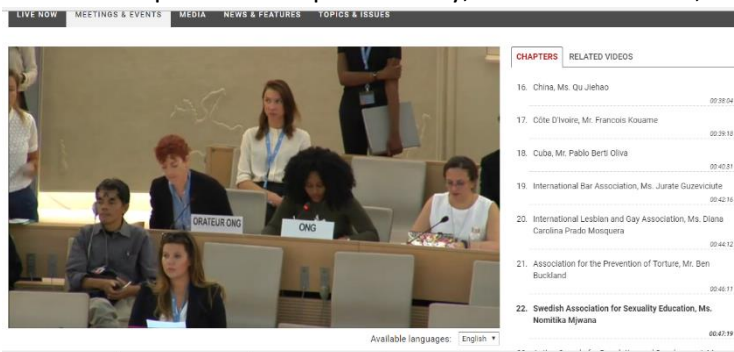 LIVE NOW MEETINGS & EVENTS MEDIA NEWS & FEATURES TOPICS & ISSUES
ORATEUR ONG
ONG
Available languages: English
CHAPTERS RELATED VIDEOS
16. China, Ms. Qu Jiehao
00:38:04
17. Côte D'Ivoire, Mr. Francois Kouame
00:39:10
18. Cuba, Mr. Pablo Berti Oliva
00:40:51
19. International Bar Association, Ms. Jurate Guzeviciute
00:42:16
20. International Lesbian and Gay Association, Ms. Diana
Carolina Prado Mosquera
00:44:12
21. Association for the Prevention of Torture, Mr. Ben
Buckland
00:46:11
22. Swedish Association for Sexuality Education, Ms.
Nomitika Mjwana
00:47:19